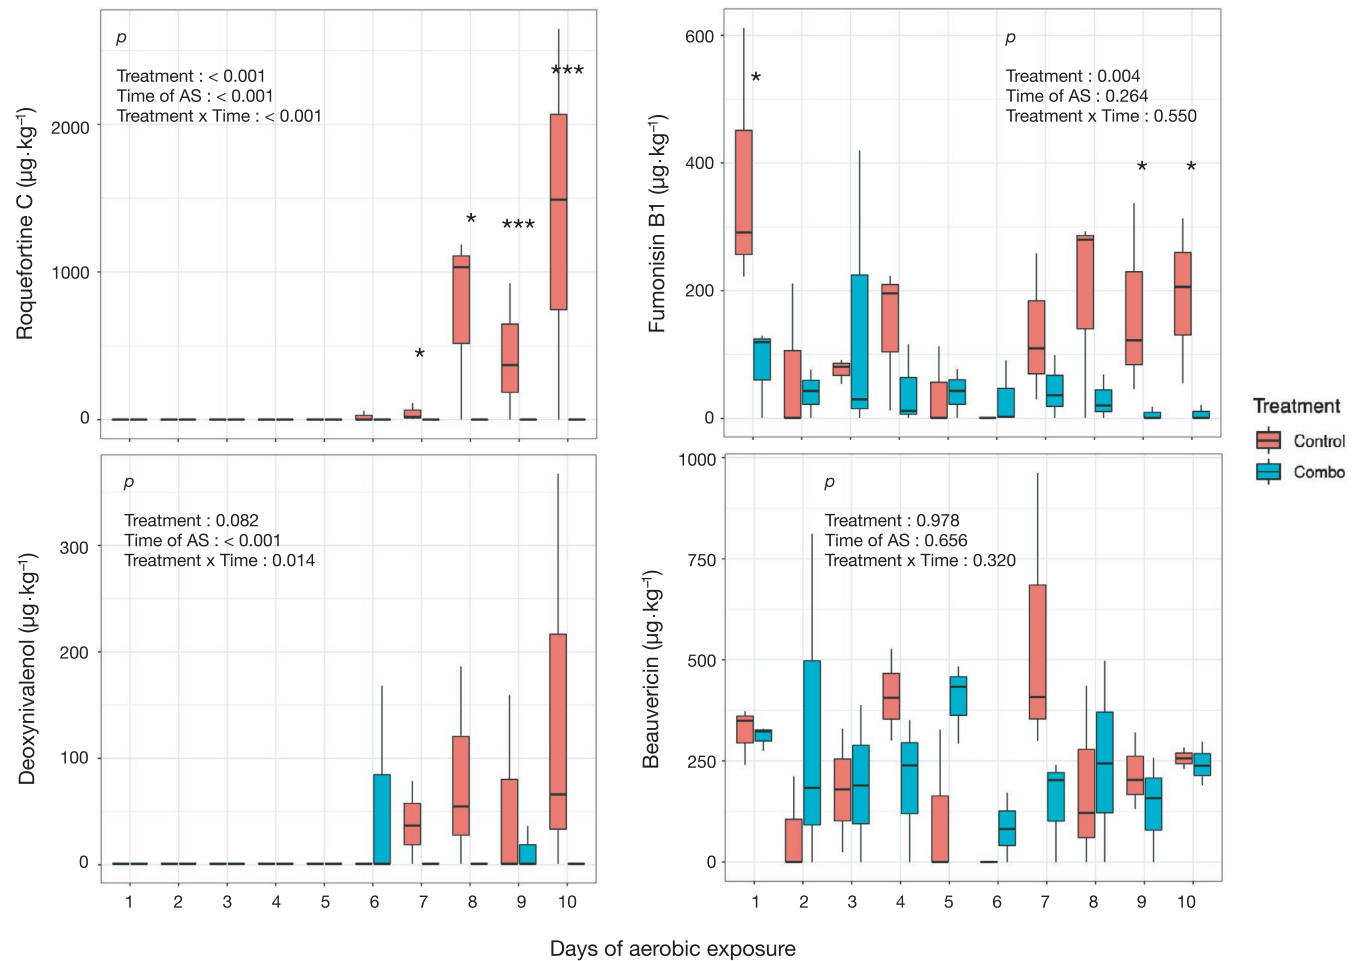 Roquefortine C (µg·kg⁻¹)
2000
1000
0
p
Treatment : < 0.001
Time of AS : < 0.001
Treatment x Time : < 0.001
*
*
***
***
Fumonisin B1 (µg·kg⁻¹)
600
400
200
0
p
Treatment : 0.004
Time of AS : 0.264
Treatment x Time : 0.550
*
*
*
Deoxynivalenol (µg·kg⁻¹)
300
200
100
0
p
Treatment : 0.082
Time of AS : < 0.001
Treatment x Time : 0.014
1 2 3 4 5 6 7 8 9 10
Beauvericin (µg·kg⁻¹)
1000
750
500
250
0
p
Treatment : 0.978
Time of AS : 0.656
Treatment x Time : 0.320
1 2 3 4 5 6 7 8 9 10
Days of aerobic exposure
Treatment
Control
Combo